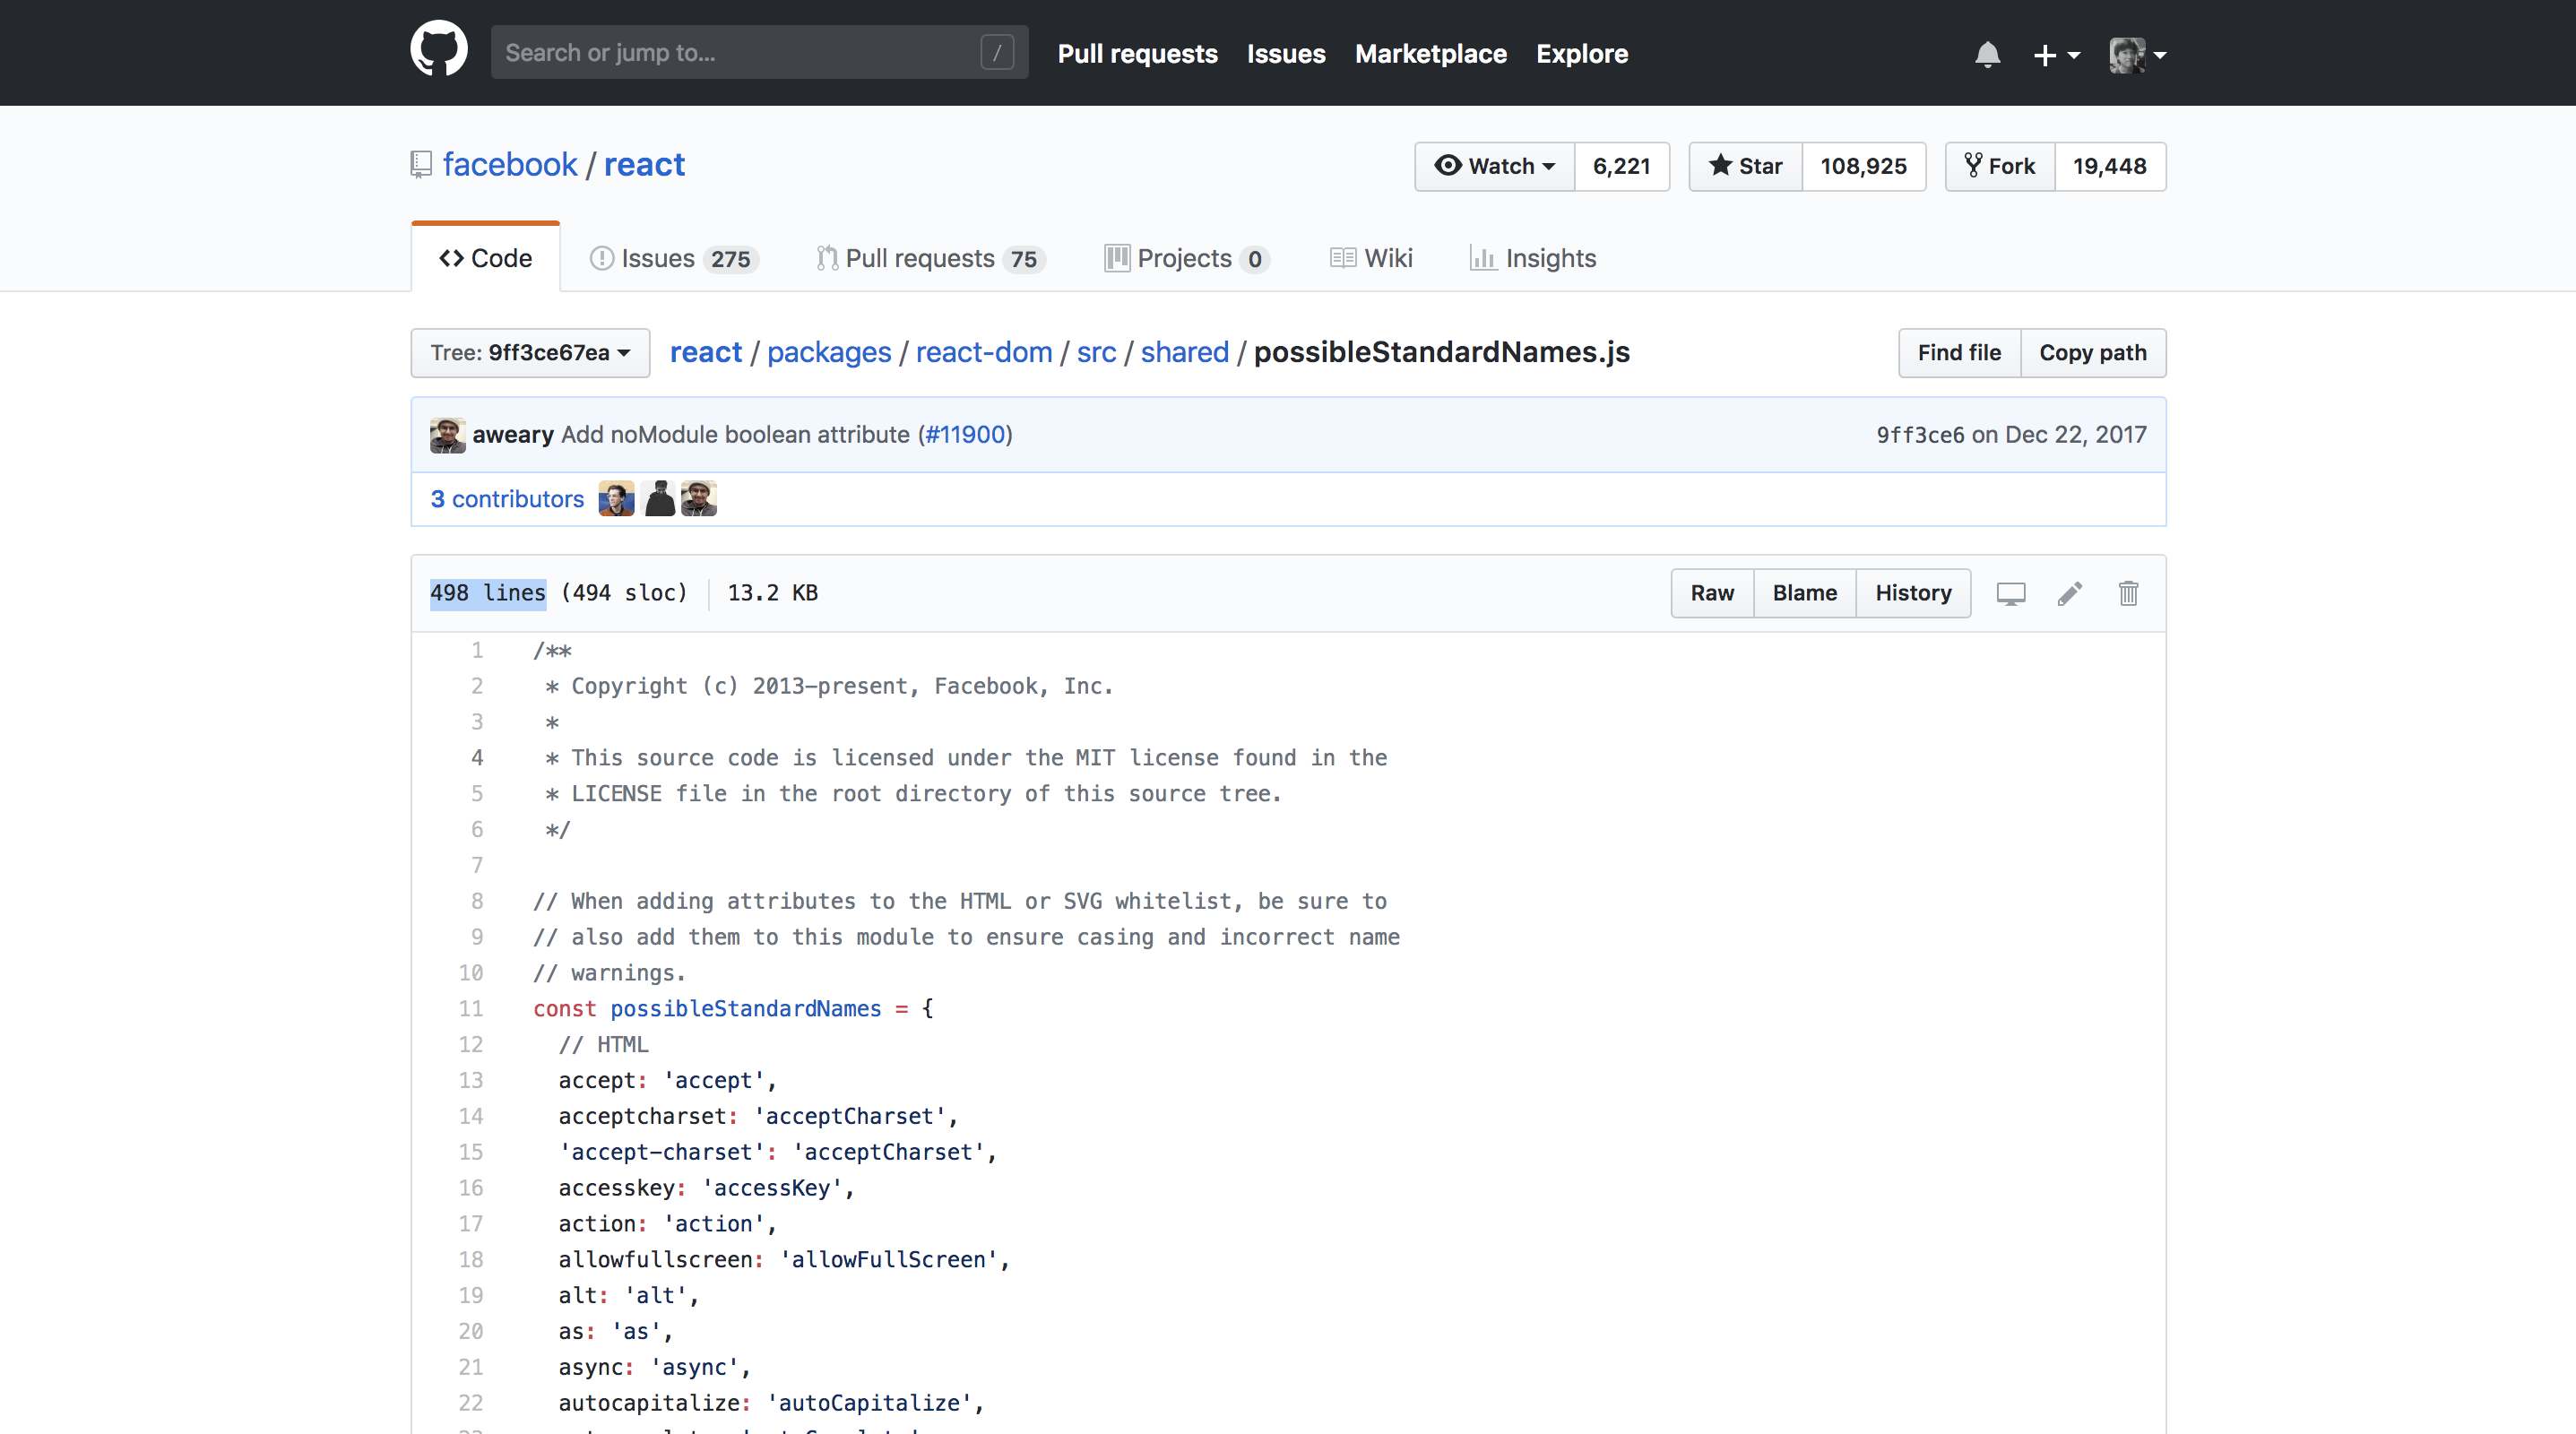 Search or jump to... /
Pull requests Issues Marketplace Explore
facebook / react
Watch 6,221 Star 108,925 Fork 19,448
Code Issues 275 Pull requests 75 Projects 0 Wiki Insights
Tree: 9ff3ce67ea react / packages / react-dom / src / shared / possibleStandardNames.js Find file Copy path
aweary Add noModule boolean attribute (#11900) 9ff3ce6 on Dec 22, 2017
3 contributors
498 lines (494 sloc) 13.2 KB Raw Blame History
1 /**
2 * Copyright (c) 2013-present, Facebook, Inc.
3 *
4 * This source code is licensed under the MIT license found in the
5 * LICENSE file in the root directory of this source tree.
6 */
7
8 // When adding attributes to the HTML or SVG whitelist, be sure to
9 // also add them to this module to ensure casing and incorrect name
10 // warnings.
11 const possibleStandardNames = {
12 // HTML
13 accept: 'accept',
14 acceptcharset: 'acceptCharset',
15 'accept-charset': 'acceptCharset',
16 accesskey: 'accessKey',
17 action: 'action',
18 allowfullscreen: 'allowFullScreen',
19 alt: 'alt',
20 as: 'as',
21 async: 'async',
22 autocapitalize: 'autoCapitalize',